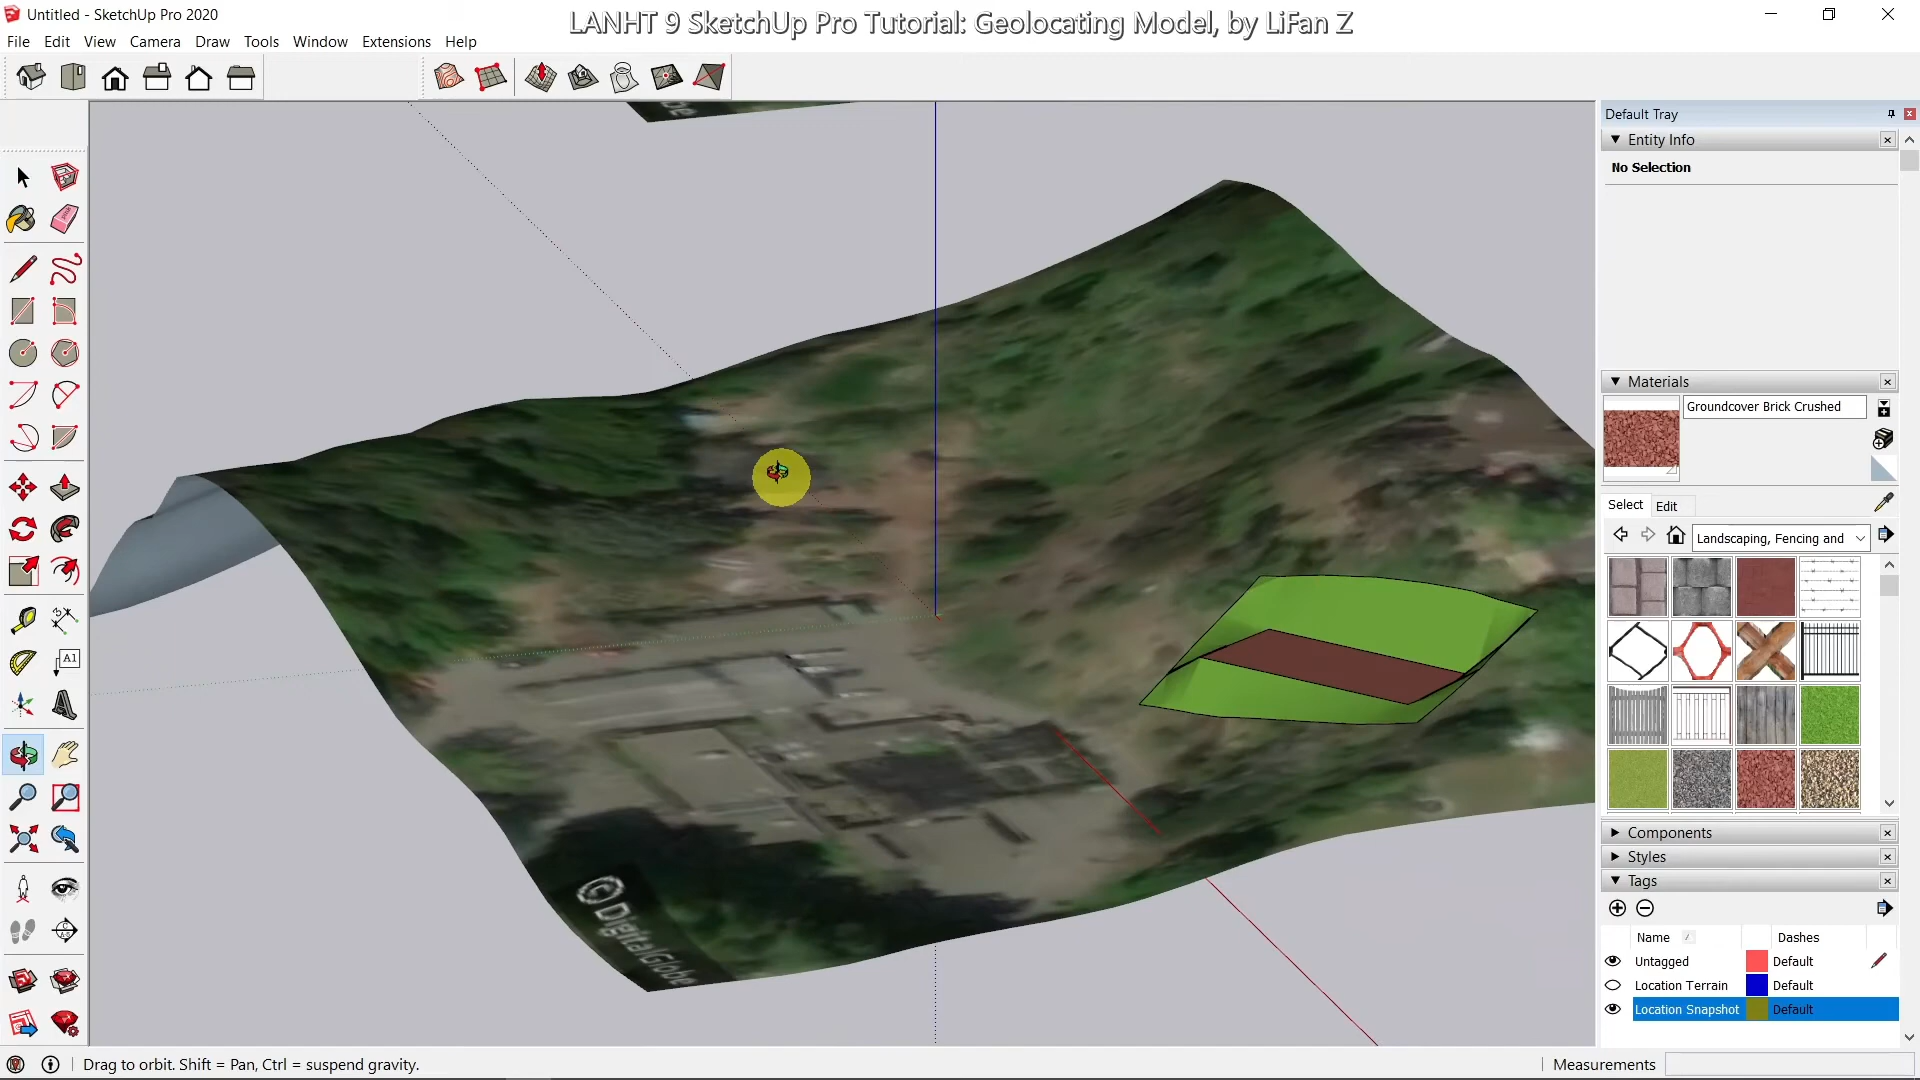 Untitled - SketchUp Pro 2020
LANHT 9 SketchUp Pro Tutorial: Geolocating Model, by LiFan Z
File Edit View Camera Draw Tools Window Extensions Help
Default Tray
Entity Info
No Selection
Materials
Groundcover Brick Crushed
Select Edit
Landscaping, Fencing and
Components
Styles
Tags
Name Dashes
Untagged Default
Location Terrain Default
Location Snapshot Default
A1
© DigitalGlobe
Drag to orbit. Shift = Pan, Ctrl = suspend gravity.
Measurements